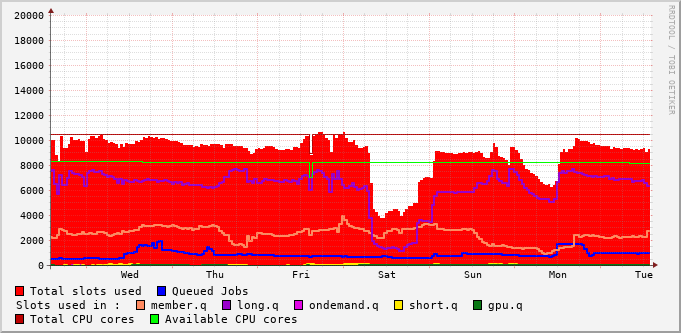 20000
18000
16000
14000
12000
10000
8000
6000
4000
2000
0
Wed Thu Fri Sat Sun Mon Tue
Total slots used Queued Jobs
Slots used in : member.q long.q ondemand.q short.q gpu.q
Total CPU cores Available CPU cores
RRDTOOL / TOBI OETIKER